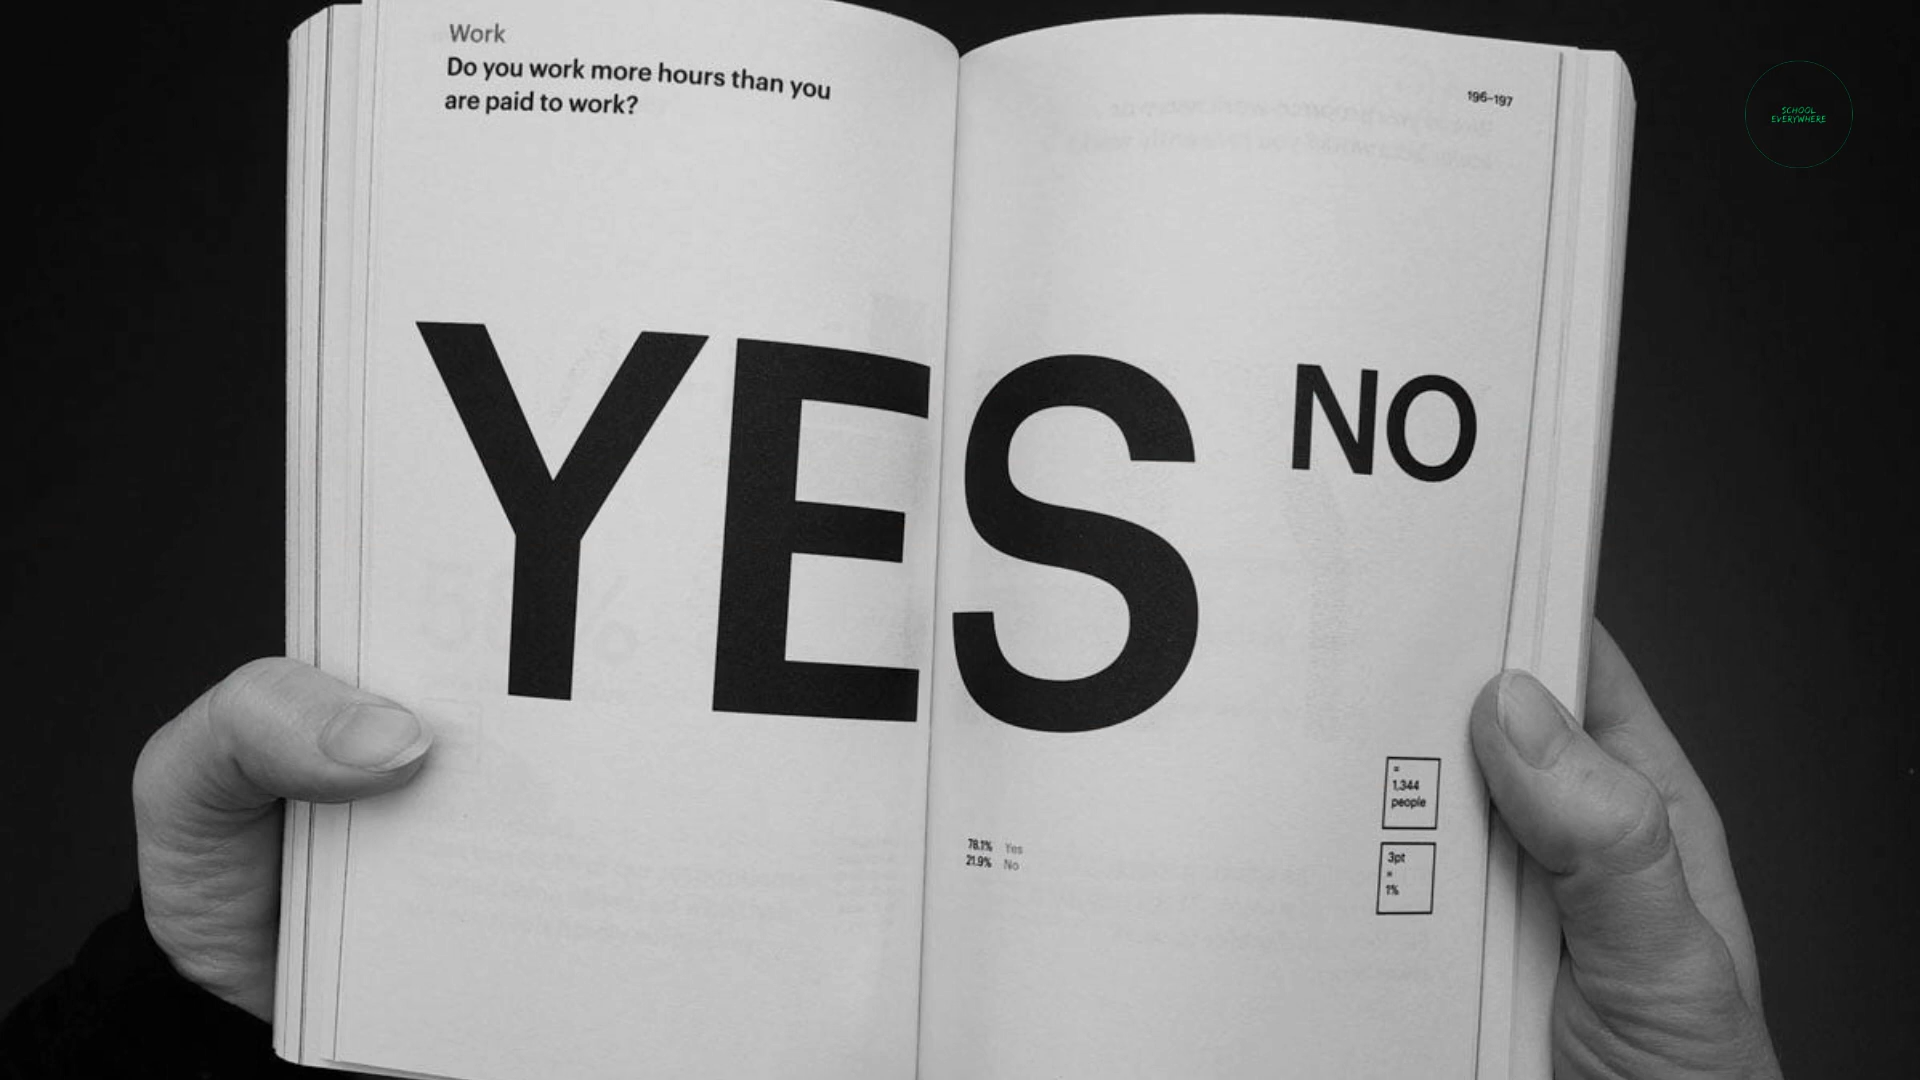 Work
Do you work more hours than you
are paid to work?
196–197
SCHOOL
EVERYWHERE
YES
NO
=
1,344
people
78.1% Yes
21.9% No
3pt
=
1%